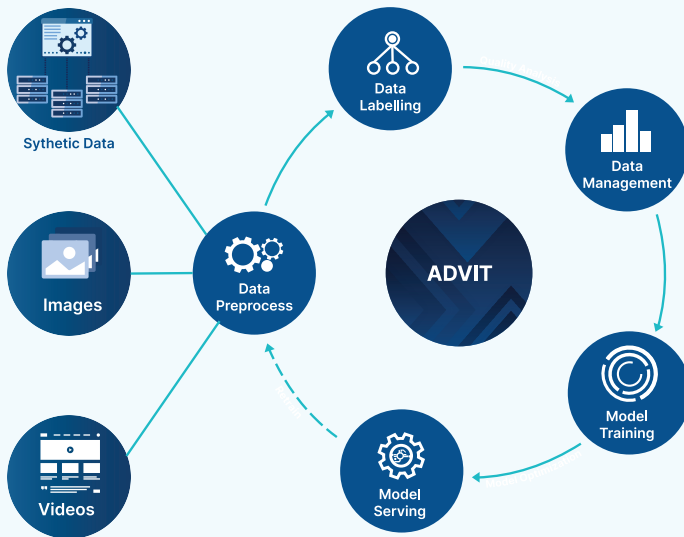 Data
Labelling
Sythetic Data
Data
Management
Images
Data
Preprocess
ADVIT
Model
Training
Videos
Model
Serving